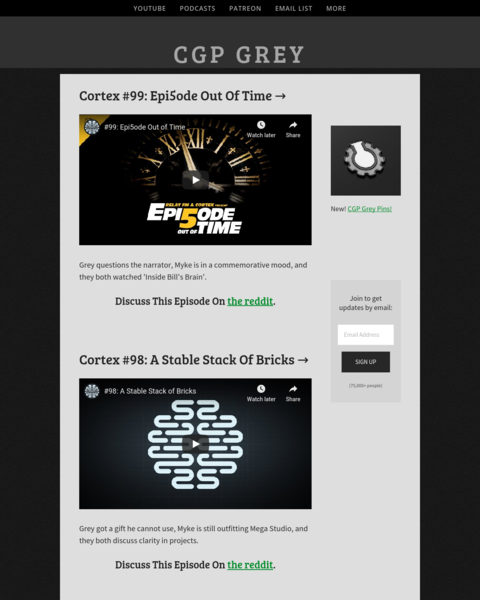 YOUTUBE PODCASTS PATREON EMAIL LIST MORE
CGP GREY
Cortex #99: Epi5ode Out Of Time →
#99: Epi5ode Out of Time
Watch later
Share
RELAY FM & CORTEX PRESENTS
EPI5ODE
OUT OF TIME
Grey questions the narrator, Myke is in a commemorative mood, and
they both watched 'Inside Bill's Brain'.
Discuss This Episode On the reddit.
New! CGP Grey Pins!
Join to get
updates by email:
Email Address
SIGN UP
(75,000+ people)
Cortex #98: A Stable Stack Of Bricks →
#98: A Stable Stack of Bricks
Watch later
Share
Grey got a gift he cannot use, Myke is still outfitting Mega Studio, and
they both discuss clarity in projects.
Discuss This Episode On the reddit.